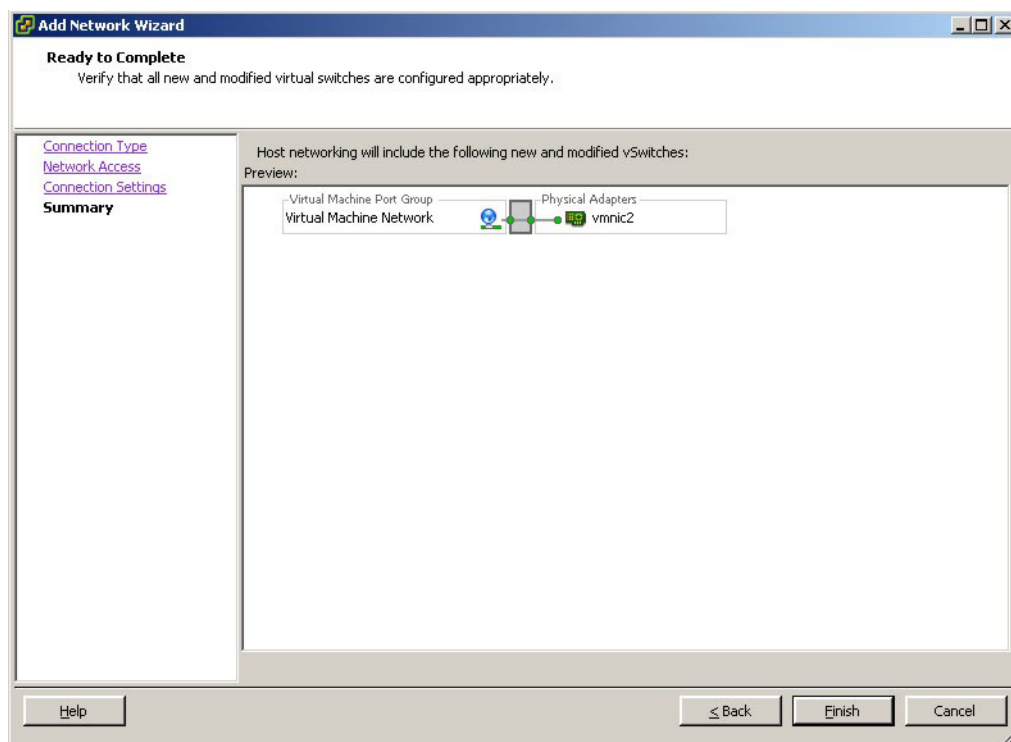 Add Network Wizard
Ready to Complete
Verify that all new and modified virtual switches are configured appropriately.
Connection Type
Network Access
Connection Settings
Summary
Host networking will include the following new and modified vSwitches:
Preview:
Virtual Machine Port Group
Virtual Machine Network
Physical Adapters
vmnic2
Help
< Back
Finish
Cancel